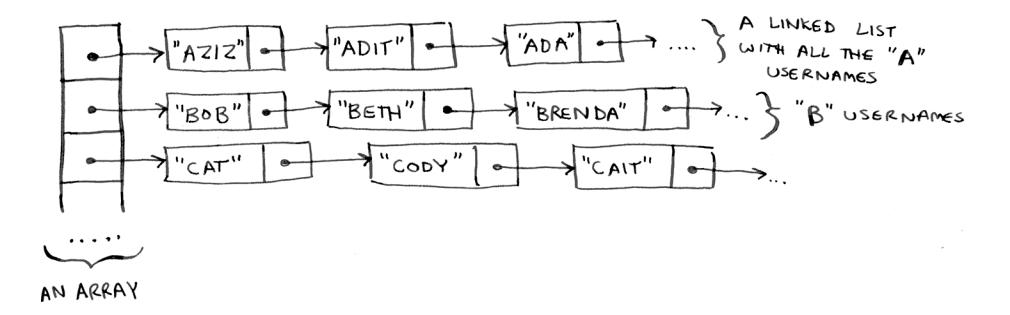 "AZIZ" "ADIT" "ADA" .... A LINKED LIST
WITH ALL THE "A"
USERNAMES
"BOB" "BETH" "BRENDA" ... "B" USERNAMES
"CAT" "CODY" "CAIT" ...
.....
AN ARRAY